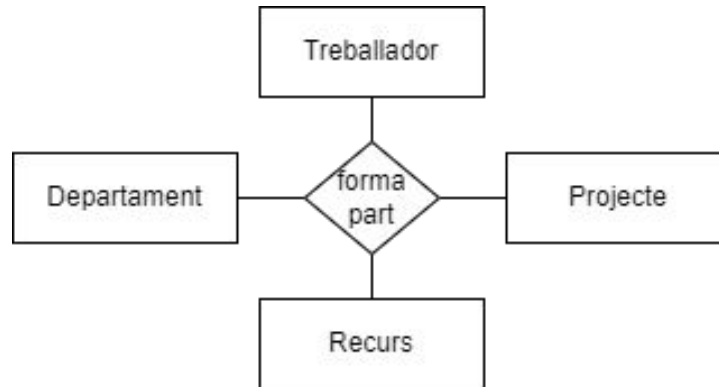 Treballador
Departament
forma
part
Projecte
Recurs